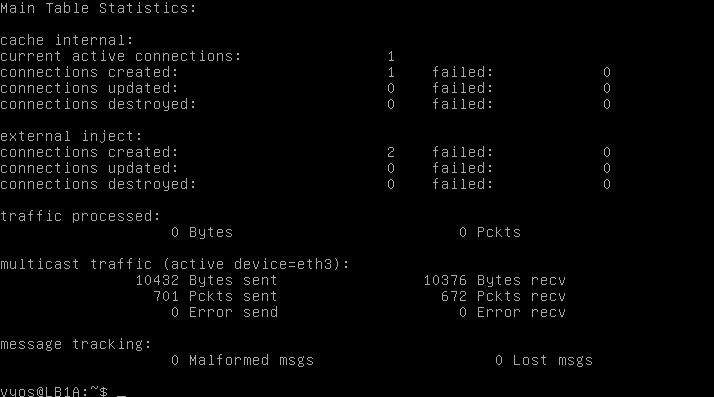 Main Table Statistics:
cache internal:
current active connections: 1
connections created: 1 failed: 0
connections updated: 0 failed: 0
connections destroyed: 0 failed: 0
external inject:
connections created: 2 failed: 0
connections updated: 0 failed: 0
connections destroyed: 0 failed: 0
traffic processed:
0 Bytes 0 Pckts
multicast traffic (active device=eth3):
10432 Bytes sent 10376 Bytes recv
701 Pckts sent 672 Pckts recv
0 Error send 0 Error recv
message tracking:
0 Malformed msgs 0 Lost msgs
vyos@LB1A:~$ _